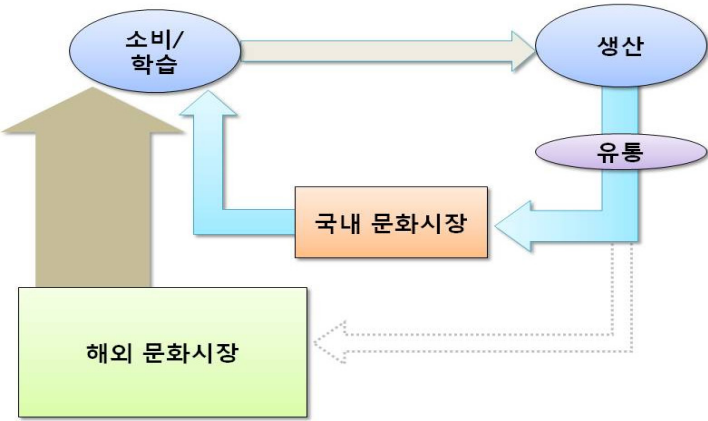 소비/
학습
생산
유통
국내 문화시장
해외 문화시장